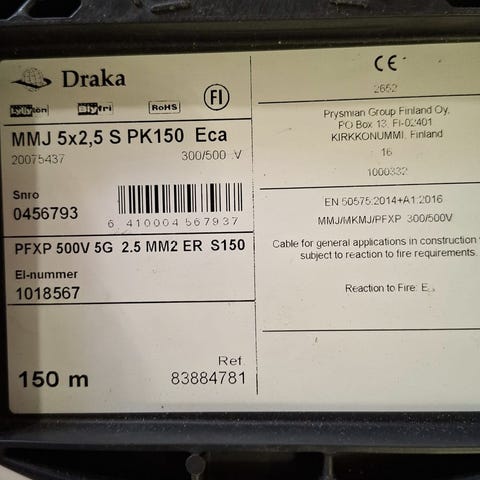 Draka
Lyijytön
Blyfri
RoHS
FI
MMJ 5x2,5 S PK150 Eca
20075437 300/500 V
Snro
0456793
6 410004 567937
PFXP 500V 5G 2.5 MM2 ER S150
El-nummer
1018567
150 m
Ref.
83884781
CE
2652
Prysmian Group Finland Oy,
PO Box 13, FI-02401
KIRKKONUMMI, Finland
16
1000332
EN 50575:2014+A1:2016
MMJ/MKMJ/PFXP 300/500V
Cable for general applications in construction
subject to reaction to fire requirements.
Reaction to Fire: Eca